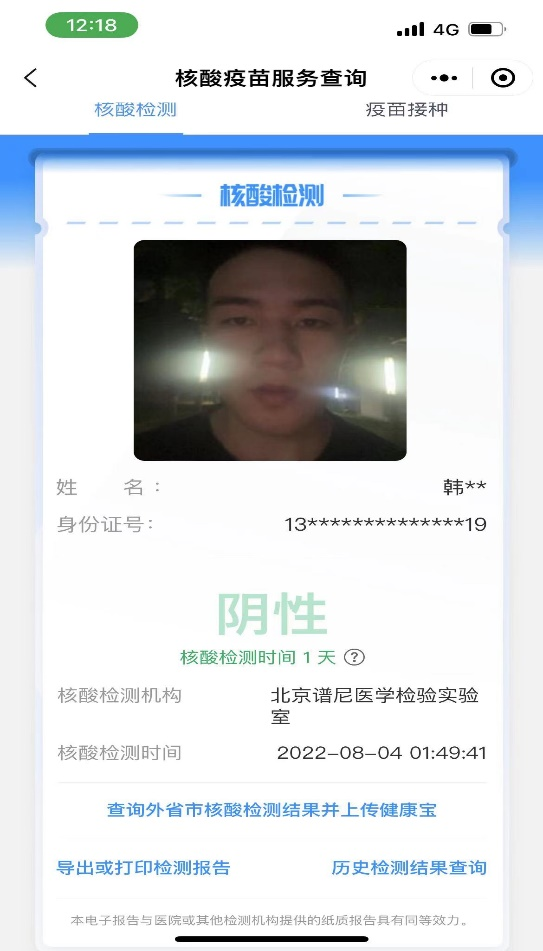 12:18
4G
核酸疫苗服务查询
核酸检测
疫苗接种
核酸检测
姓 名：
韩**
身份证号：
13**************19
阴性
核酸检测时间 1 天 ?
核酸检测机构
北京谱尼医学检验实验
室
核酸检测时间
2022-08-04 01:49:41
查询外省市核酸检测结果并上传健康宝
导出或打印检测报告
历史检测结果查询
本电子报告与医院或其他检测机构提供的纸质报告具有同等效力。